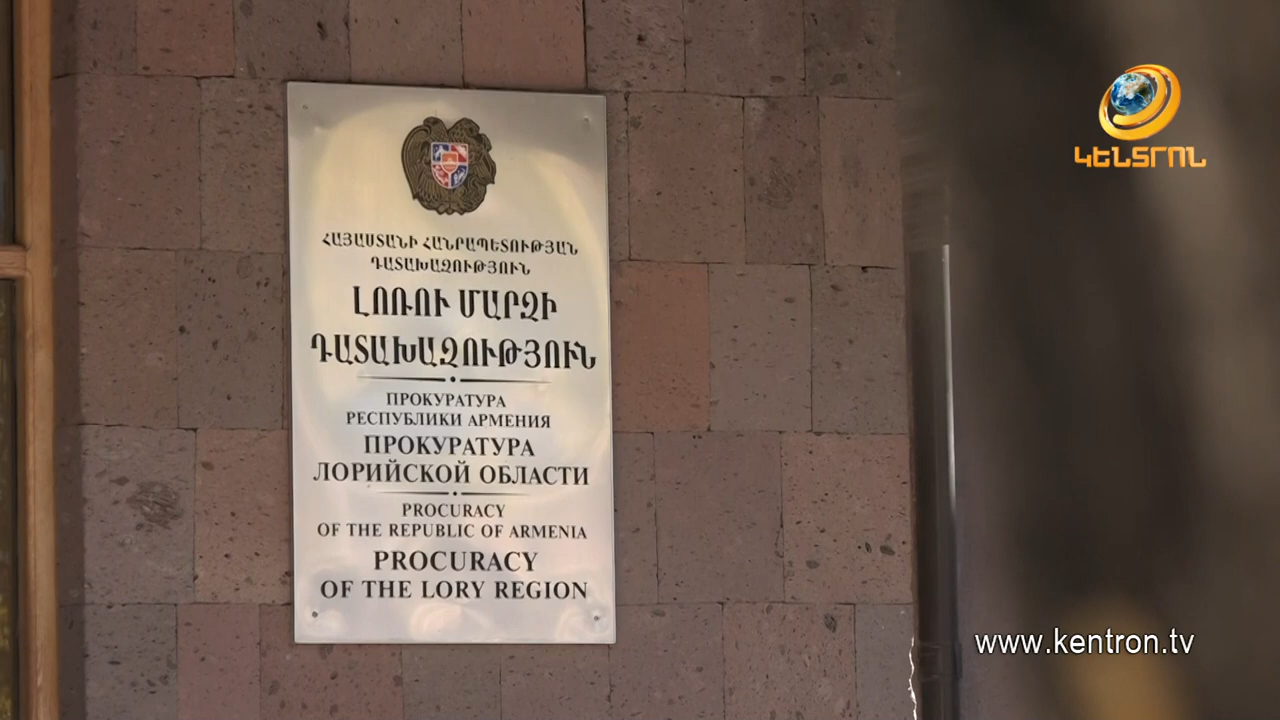 ՀԱՅԱՍՏԱՆԻ ՀԱՆՐԱՊԵՏՈՒԹՅԱՆ
ԴԱՏԱԽԱԶՈՒԹՅՈՒՆ
ԼՈՌՈՒ ՄԱՐԶԻ
ԴԱՏԱԽԱԶՈՒԹՅՈՒՆ
ПРОКУРАТУРА
РЕСПУБЛИКИ АРМЕНИЯ
ПРОКУРАТУРА
ЛОРИЙСКОЙ ОБЛАСТИ
PROCURACY
OF THE REPUBLIC OF ARMENIA
PROCURACY
OF THE LORY REGION
ԿԵՆՏՐՈՆ
www.kentron.tv